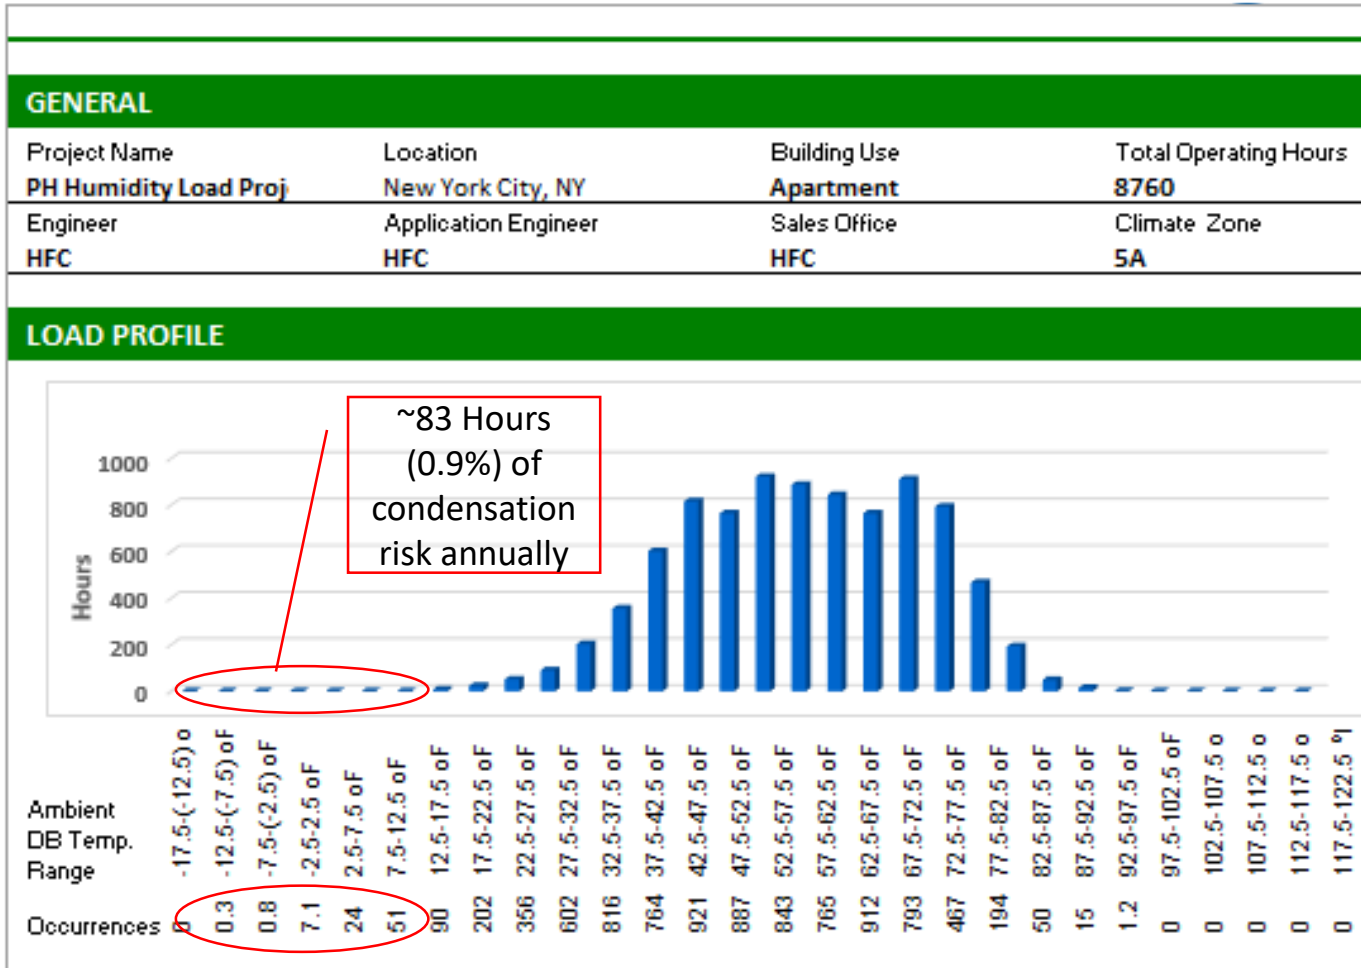 GENERAL
Project Name Location Building Use Total Operating Hours
PH Humidity Load Proj New York City, NY Apartment 8760
Engineer Application Engineer Sales Office Climate Zone
HFC HFC HFC 5A
LOAD PROFILE
~83 Hours
(0.9%) of
condensation
risk annually
Hours
1000
800
600
400
200
0
Ambient
DB Temp.
Range
-17.5-(-12.5) o
-12.5-(-7.5) oF
-7.5-(-2.5) oF
-2.5-2.5 oF
2.5-7.5 oF
7.5-12.5 oF
12.5-17.5 oF
17.5-22.5 oF
22.5-27.5 oF
27.5-32.5 oF
32.5-37.5 oF
37.5-42.5 oF
42.5-47.5 oF
47.5-52.5 oF
52.5-57.5 oF
57.5-62.5 oF
62.5-67.5 oF
67.5-72.5 oF
72.5-77.5 oF
77.5-82.5 oF
82.5-87.5 oF
87.5-92.5 oF
92.5-97.5 oF
97.5-102.5 oF
102.5-107.5 o
107.5-112.5 o
112.5-117.5 o
117.5-122.5
Occurrences 0 0.3 0.8 7.1 24 51 90 202 356 602 816 764 921 887 843 765 912 793 467 194 50 15 1.2 0 0 0 0 0